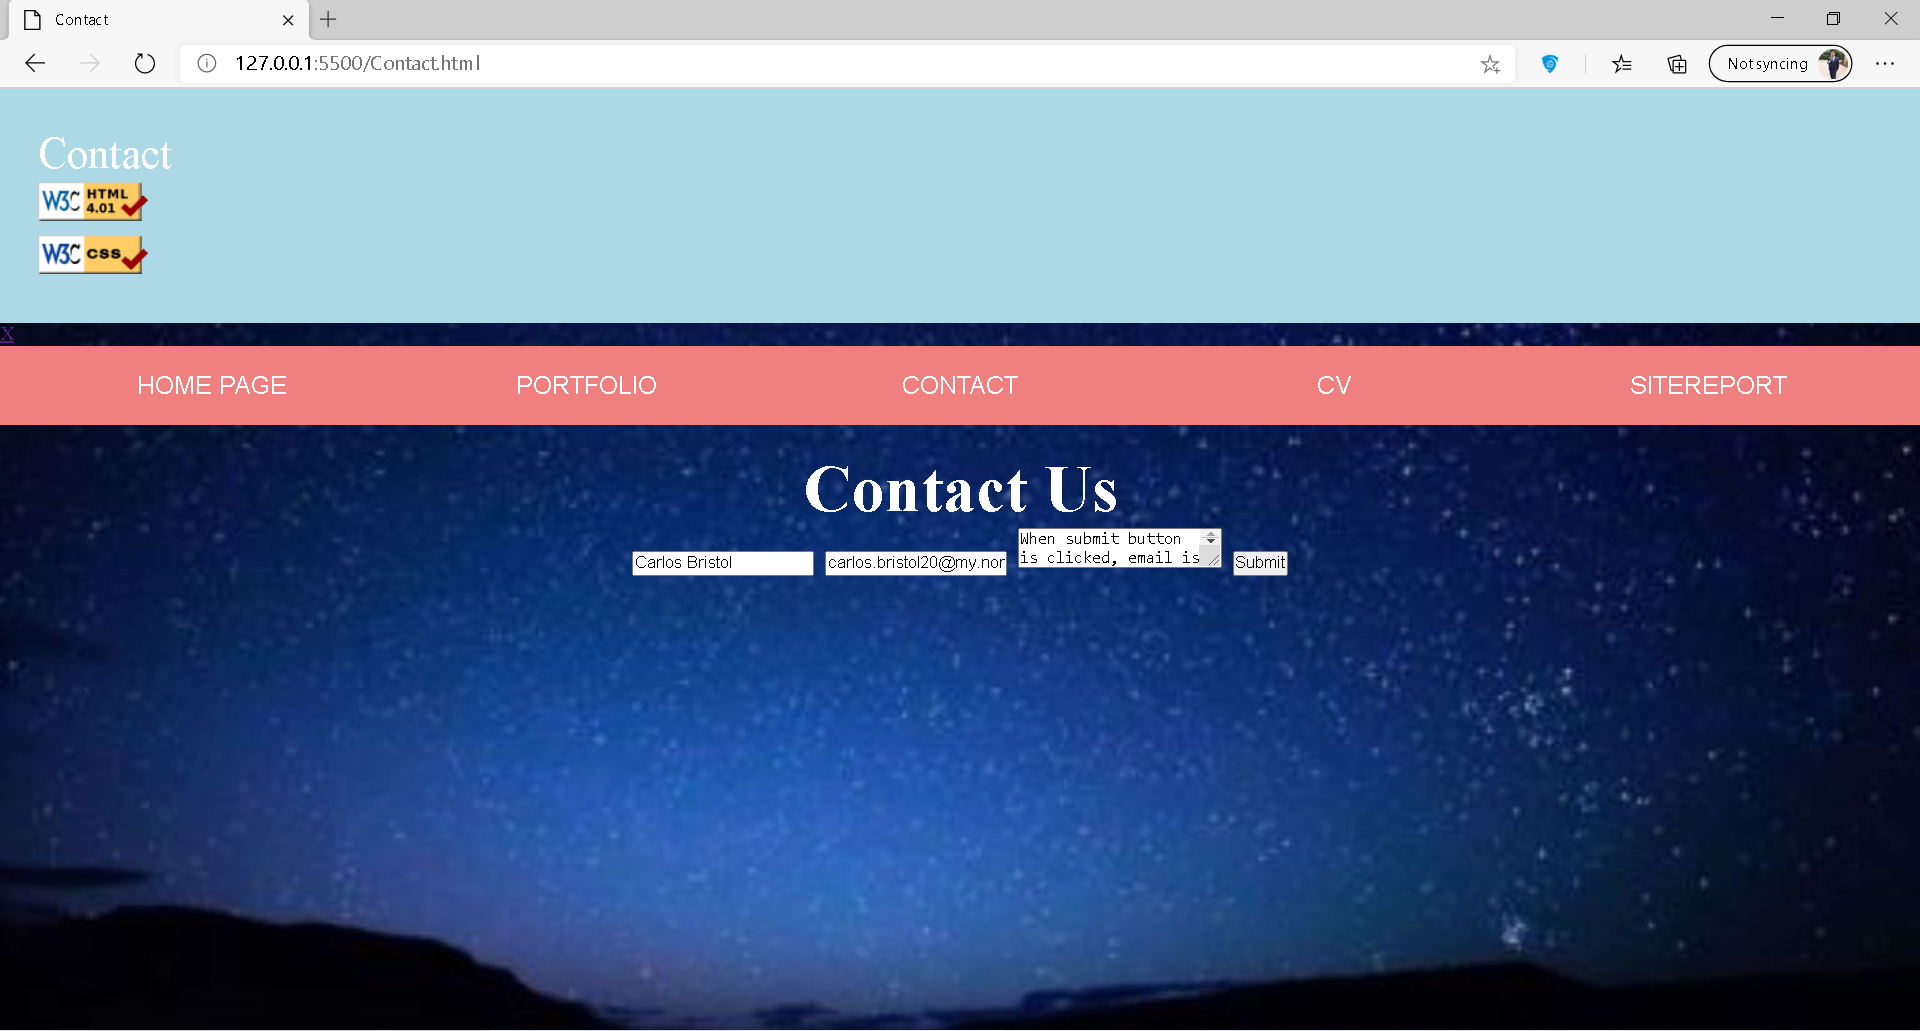 Contact
127.0.0.1:5500/Contact.html
Not syncing
Contact
W3C HTML 4.01
W3C css
X
HOME PAGE PORTFOLIO CONTACT CV SITEREPORT
Contact Us
Carlos Bristol carlos.bristol20@my.nor When submit button
is clicked, email is Submit